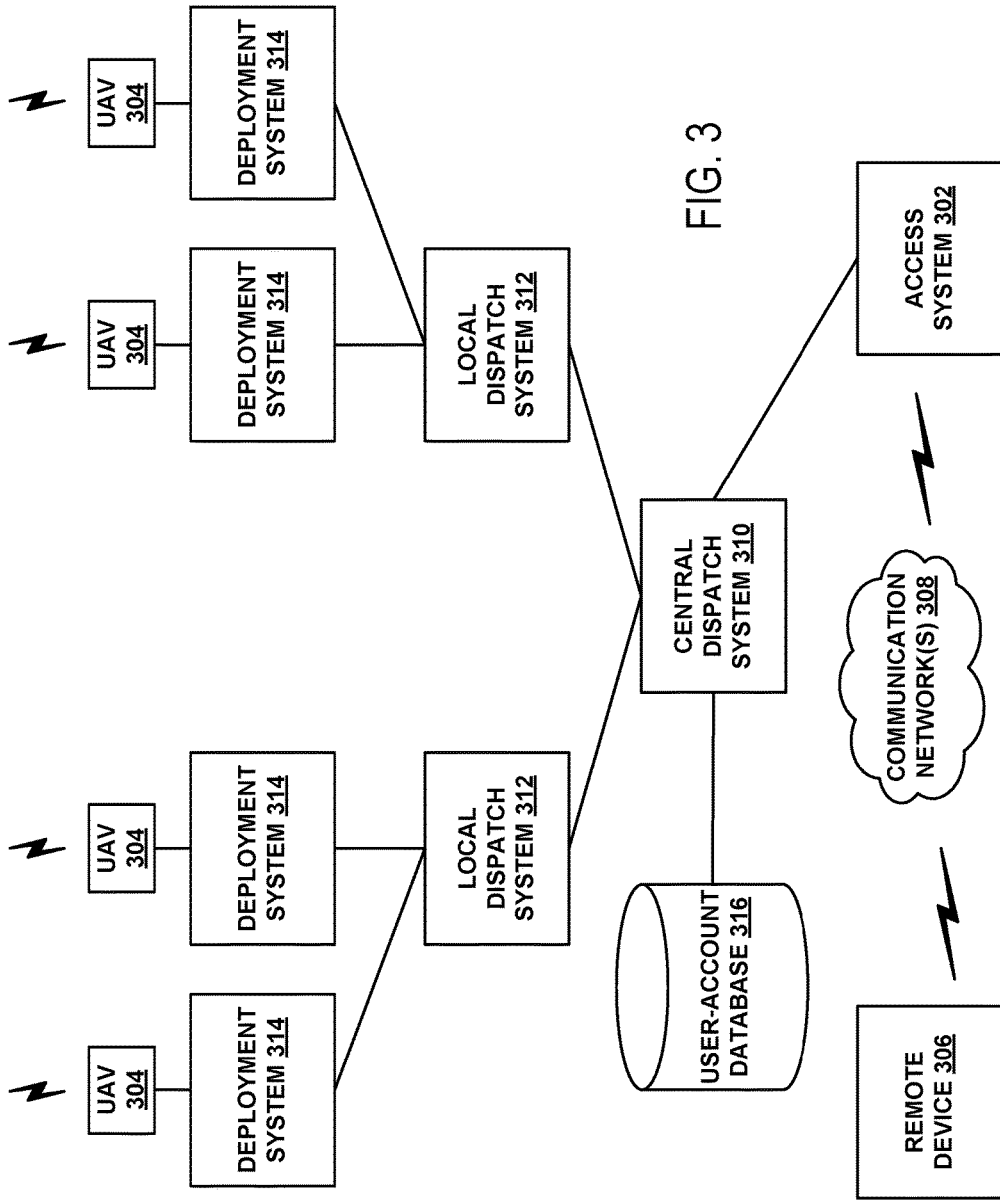 UAV
304
UAV
304
UAV
304
UAV
304
DEPLOYMENT
SYSTEM 314
DEPLOYMENT
SYSTEM 314
DEPLOYMENT
SYSTEM 314
DEPLOYMENT
SYSTEM 314
LOCAL
DISPATCH
SYSTEM 312
LOCAL
DISPATCH
SYSTEM 312
USER-ACCOUNT
DATABASE 316
CENTRAL
DISPATCH
SYSTEM 310
FIG. 3
REMOTE
DEVICE 306
COMMUNICATION
NETWORK(S) 308
ACCESS
SYSTEM 302